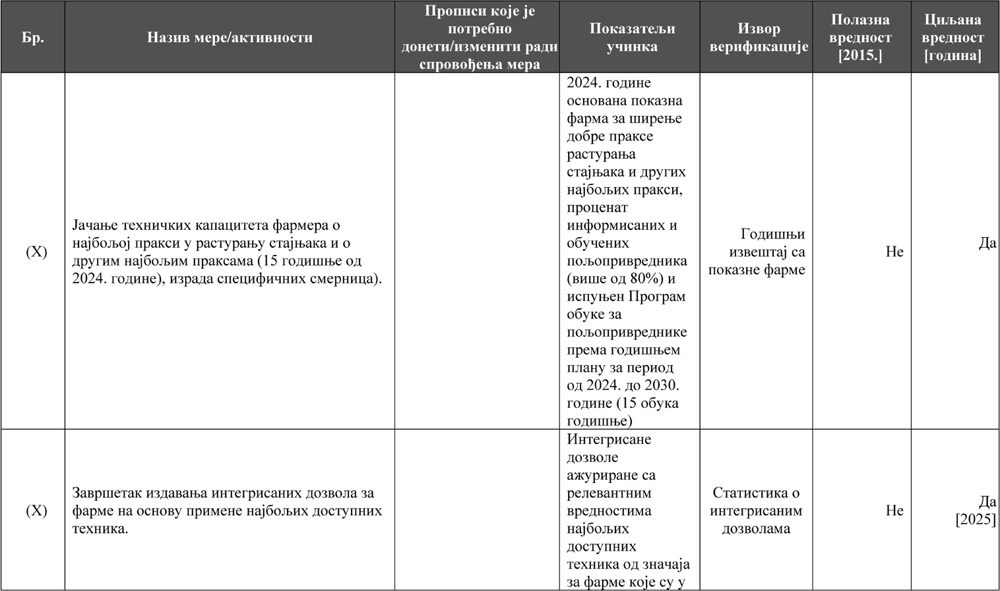 Бр.
Назив мере/активности
Прописи које је
потребно
донети/изменити ради
спровођења мера
Показатељи
учинка
Извор
верификације
Полазна
вредност
[2015.]
Циљана
вредност
[година]
(X)
Јачање техничких капацитета фармера о
најбољој пракси у растурању стајњака и о
другим најбољим праксама (15 годишње од
2024. године), израда специфичних смерница).
2024. године
основана показна
фарма за ширење
добре праксе
растурања
стајњака и других
најбољих пракси,
проценат
информисаних и
обучених
пољопривредника
(више од 80%) и
испуњен Програм
обуке за
пољопривреднике
према годишњем
плану за период
од 2024. до 2030.
године (15 обука
годишње)
Годишњи
извештај са
показне фарме
Не
Да
(X)
Завршетак издавања интегрисаних дозвола за
фарме на основу примене најбољих доступних
техника.
Интегрисане
дозволе
ажуриране са
релевантним
вредностима
најбољих
доступних
техника од значаја
за фарме које су у
Статистика о
интегрисаним
дозволама
Не
Да
[2025]